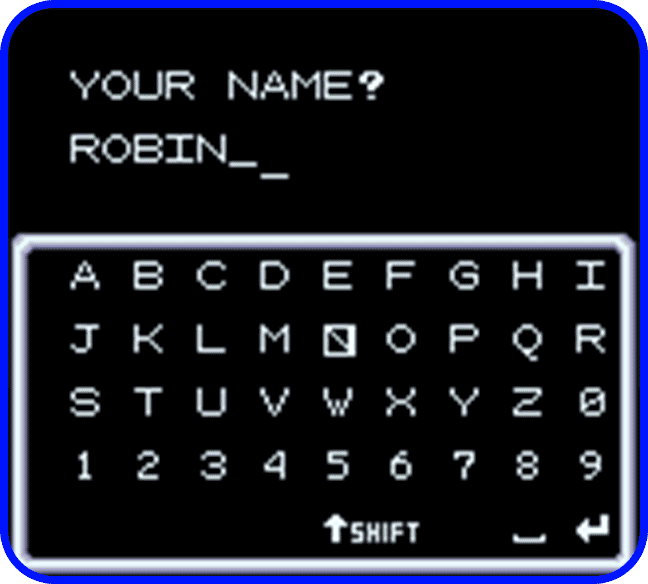 YOUR NAME?
ROBIN_ _
A B C D E F G H I
J K L M N O P Q R
S T U V W X Y Z 0
1 2 3 4 5 6 7 8 9
↑SHIFT ⎵ ↵